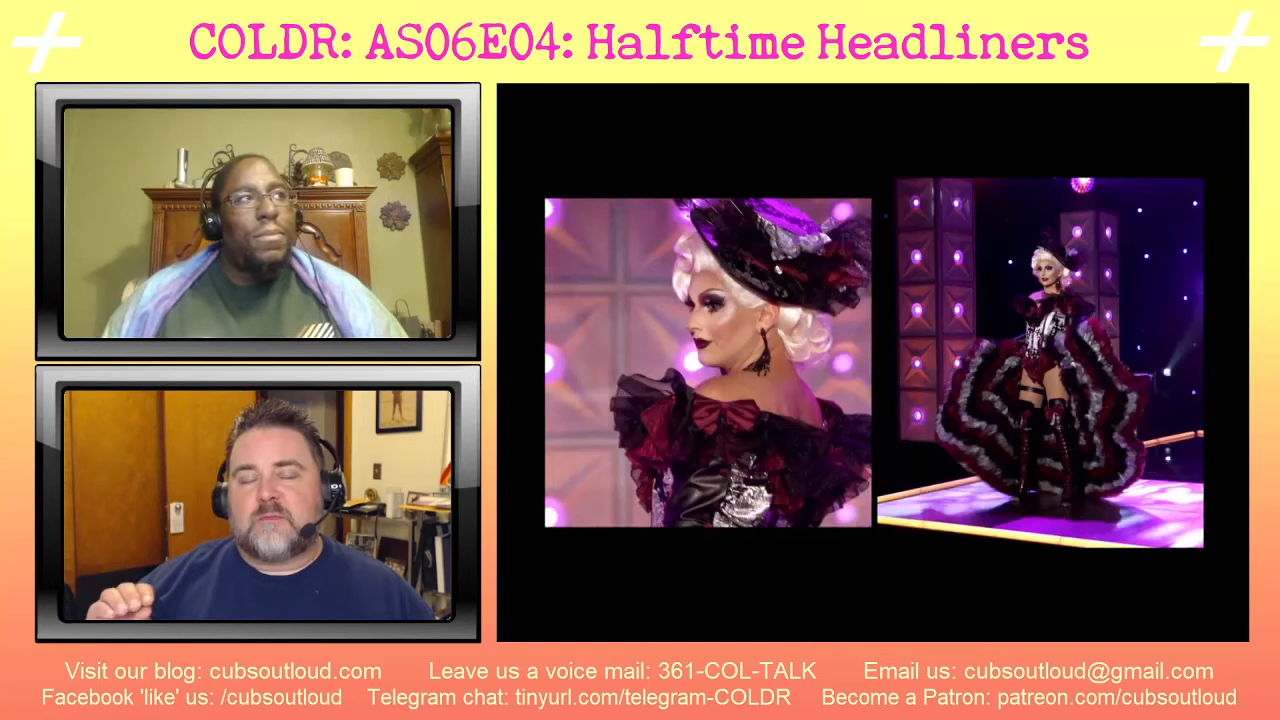 COLDR: AS06E04: Halftime Headliners
Visit our blog: cubsoutloud.com Leave us a voice mail: 361-COL-TALK Email us: cubsoutloud@gmail.com
Facebook 'like' us: /cubsoutloud Telegram chat: tinyurl.com/telegram-COLDR Become a Patron: patreon.com/cubsoutloud